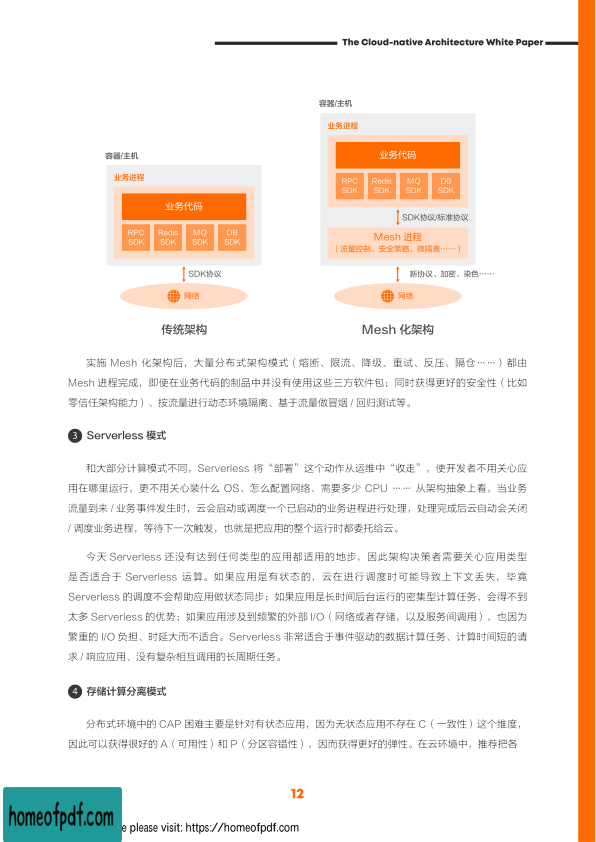 The Cloud-native Architecture White Paper
容器/主机
业务进程
业务代码
RPC SDK
Redis SDK
MQ SDK
DB SDK
SDK协议
网络
传统架构
容器/主机
业务进程
业务代码
RPC SDK
Redis SDK
MQ SDK
DB SDK
SDK协议/标准协议
Mesh 进程
（流量控制、安全策略、微隔离……）
新协议、加密、染色……
网络
Mesh 化架构
实施 Mesh 化架构后，大量分布式架构模式（熔断、限流、降级、重试、反压、隔仓……）都由
Mesh 进程完成，即使在业务代码的制品中并没有使用这些三方软件包；同时获得更好的安全性（比如
零信任架构能力）、按流量进行动态环境隔离、基于流量做冒烟 / 回归测试等。
3 Serverless 模式
和大部分计算模式不同，Serverless 将“部署”这个动作从运维中“收走”，使开发者不用关心应
用在哪里运行，更不用关心装什么 OS、怎么配置网络、需要多少 CPU …… 从架构抽象上看，当业务
流量到来 / 业务事件发生时，云会启动或调度一个已启动的业务进程进行处理，处理完成后云自动会关闭
/ 调度业务进程，等待下一次触发，也就是把应用的整个运行时都委托给云。
今天 Serverless 还没有达到任何类型的应用都适用的地步，因此架构决策者需要关心应用类型
是否适合于 Serverless 运算。如果应用是有状态的，云在进行调度时可能导致上下文丢失，毕竟
Serverless 的调度不会帮助应用做状态同步；如果应用是长时间后台运行的密集型计算任务，会得不到
太多 Serverless 的优势；如果应用涉及到频繁的外部 I/O（网络或者存储，以及服务间调用），也因为
繁重的 I/O 负担、时延大而不适合。Serverless 非常适合于事件驱动的数据计算任务、计算时间短的请
求 / 响应应用、没有复杂相互调用的长周期任务。
4 存储计算分离模式
分布式环境中的 CAP 困难主要是针对有状态应用，因为无状态应用不存在 C（一致性）这个维度，
因此可以获得很好的 A（可用性）和 P（分区容错性），因而获得更好的弹性。在云环境中，推荐把各
12
homeofpdf.com
e please visit: https://homeofpdf.com